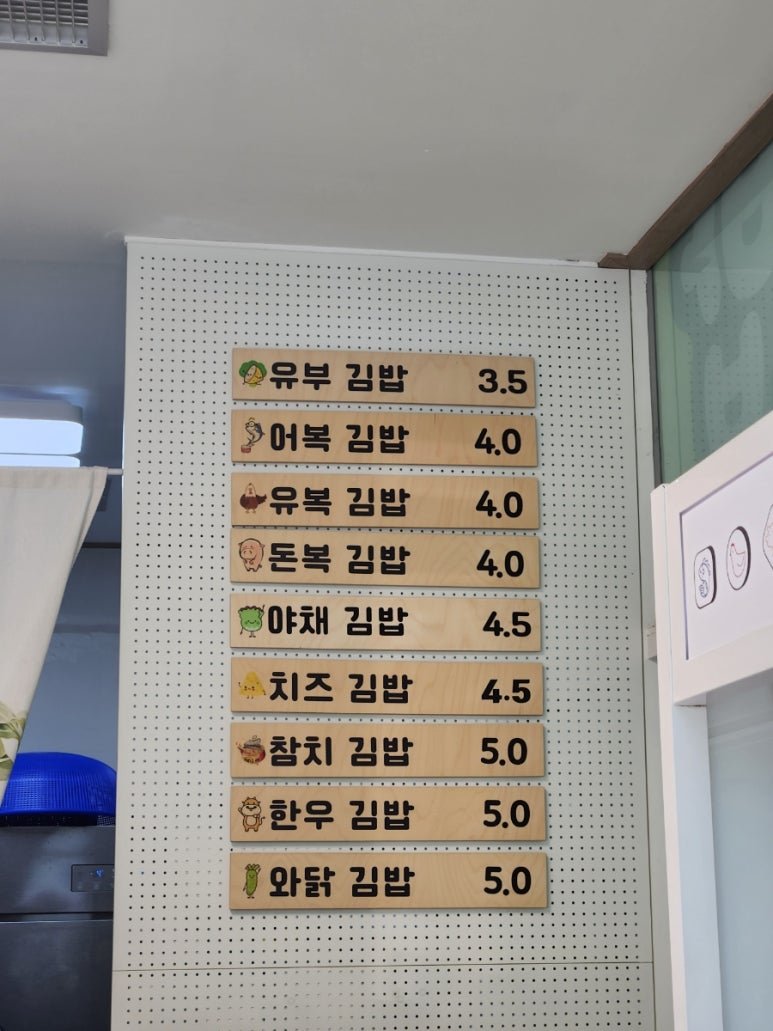 유부 김밥 3.5
어복 김밥 4.0
유복 김밥 4.0
돈복 김밥 4.0
야채 김밥 4.5
치즈 김밥 4.5
참치 김밥 5.0
한우 김밥 5.0
와닭 김밥 5.0